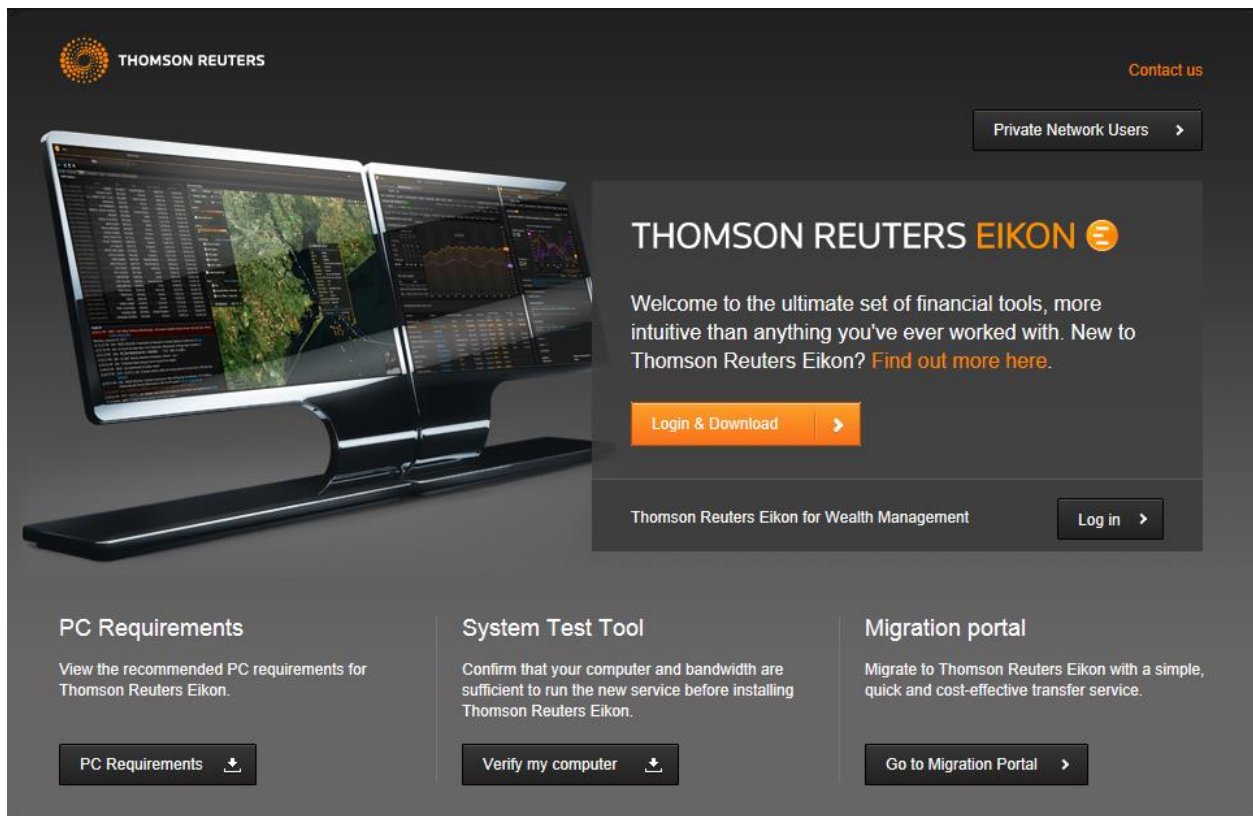 THOMSON REUTERS
Contact us
Private Network Users
THOMSON REUTERS EIKON
Welcome to the ultimate set of financial tools, more
intuitive than anything you've ever worked with. New to
Thomson Reuters Eikon? Find out more here.
Login & Download
Thomson Reuters Eikon for Wealth Management
Log in
PC Requirements
View the recommended PC requirements for
Thomson Reuters Eikon.
PC Requirements
System Test Tool
Confirm that your computer and bandwidth are
sufficient to run the new service before installing
Thomson Reuters Eikon.
Verify my computer
Migration portal
Migrate to Thomson Reuters Eikon with a simple,
quick and cost-effective transfer service.
Go to Migration Portal